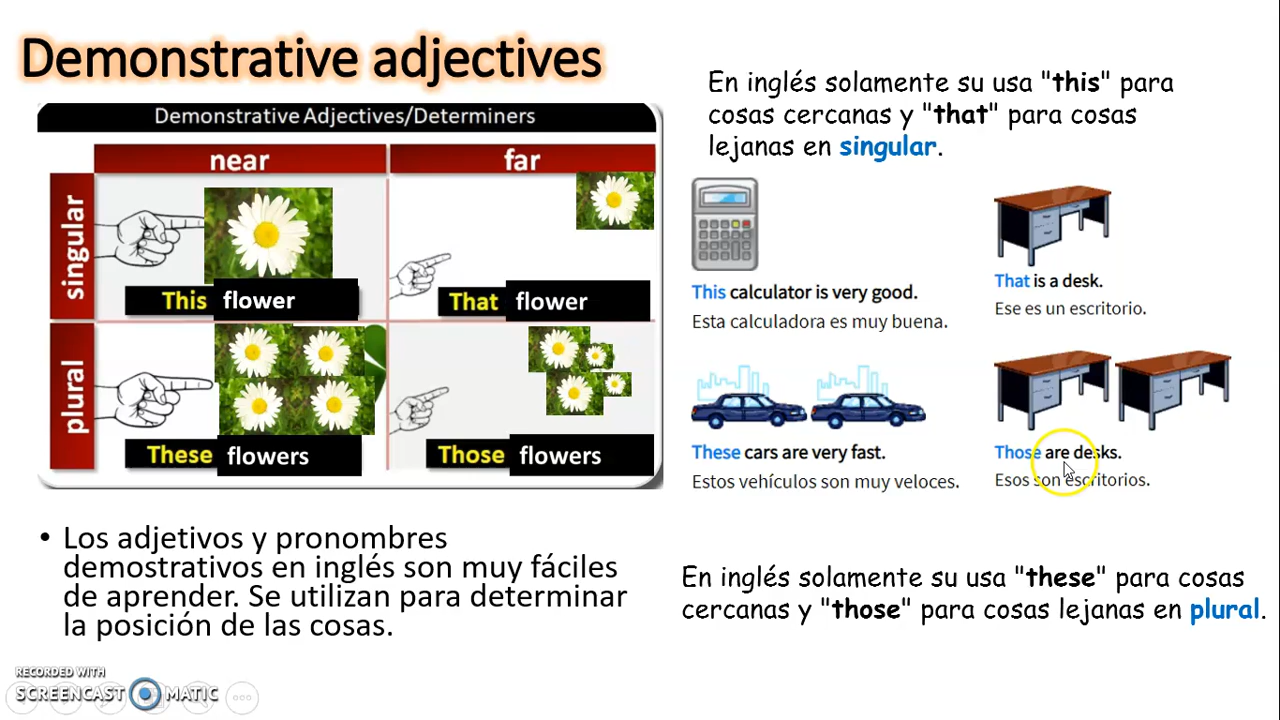 Demonstrative adjectives
Demonstrative Adjectives/Determiners
near
far
singular
This flower
That flower
plural
These flowers
Those flowers
• Los adjetivos y pronombres
demostrativos en inglés son muy fáciles
de aprender. Se utilizan para determinar
la posición de las cosas.
En inglés solamente su usa "this" para
cosas cercanas y "that" para cosas
lejanas en singular.
This calculator is very good.
Esta calculadora es muy buena.
That is a desk.
Ese es un escritorio.
These cars are very fast.
Estos vehículos son muy veloces.
Those are desks.
Esos son escritorios.
En inglés solamente su usa "these" para cosas
cercanas y "those" para cosas lejanas en plural.
RECORDED WITH
SCREENCAST MATIC